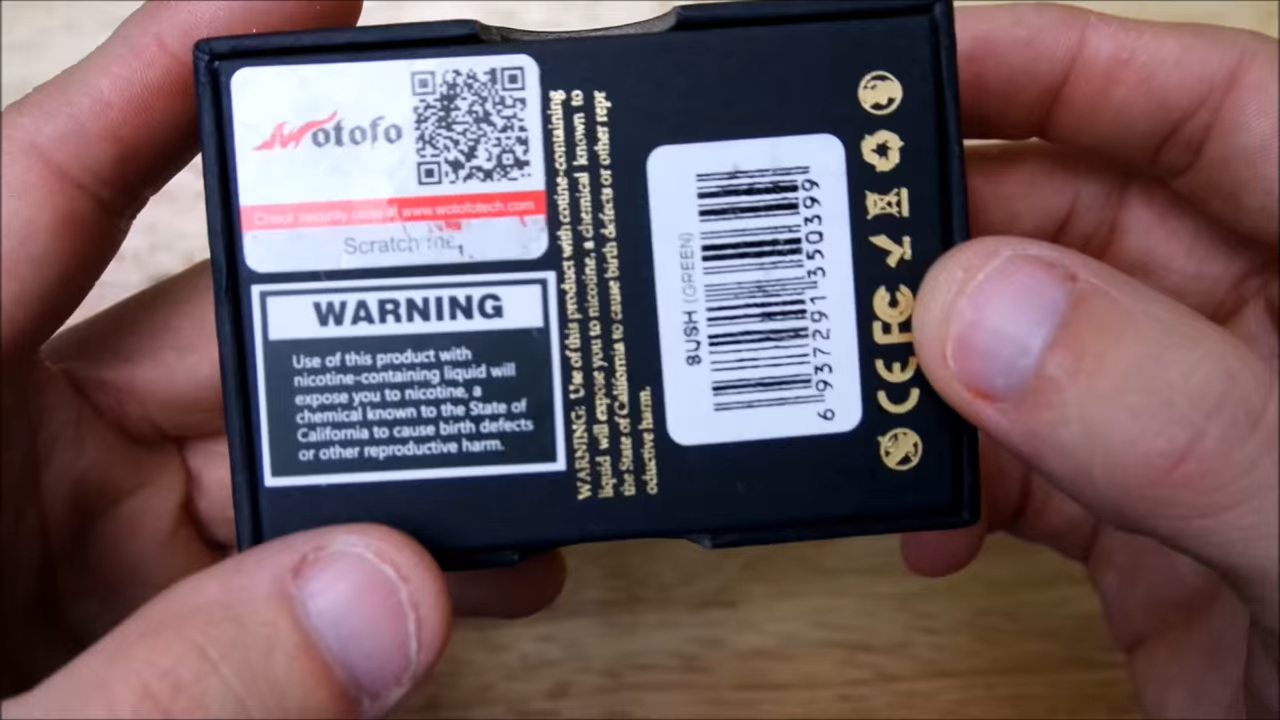 Wotofo
Check security code at www.wotofotech.com
Scratch me
WARNING
Use of this product with
nicotine-containing liquid will
expose you to nicotine, a
chemical known to the State of
California to cause birth defects
or other reproductive harm.
WARNING: Use of this product with cotine-containing
liquid will expose you to nicotine, a chemical known to
the State of California to cause birth defects or other repr
oductive harm.
BUSH (GREEN)
6 937291 350399
CE FC